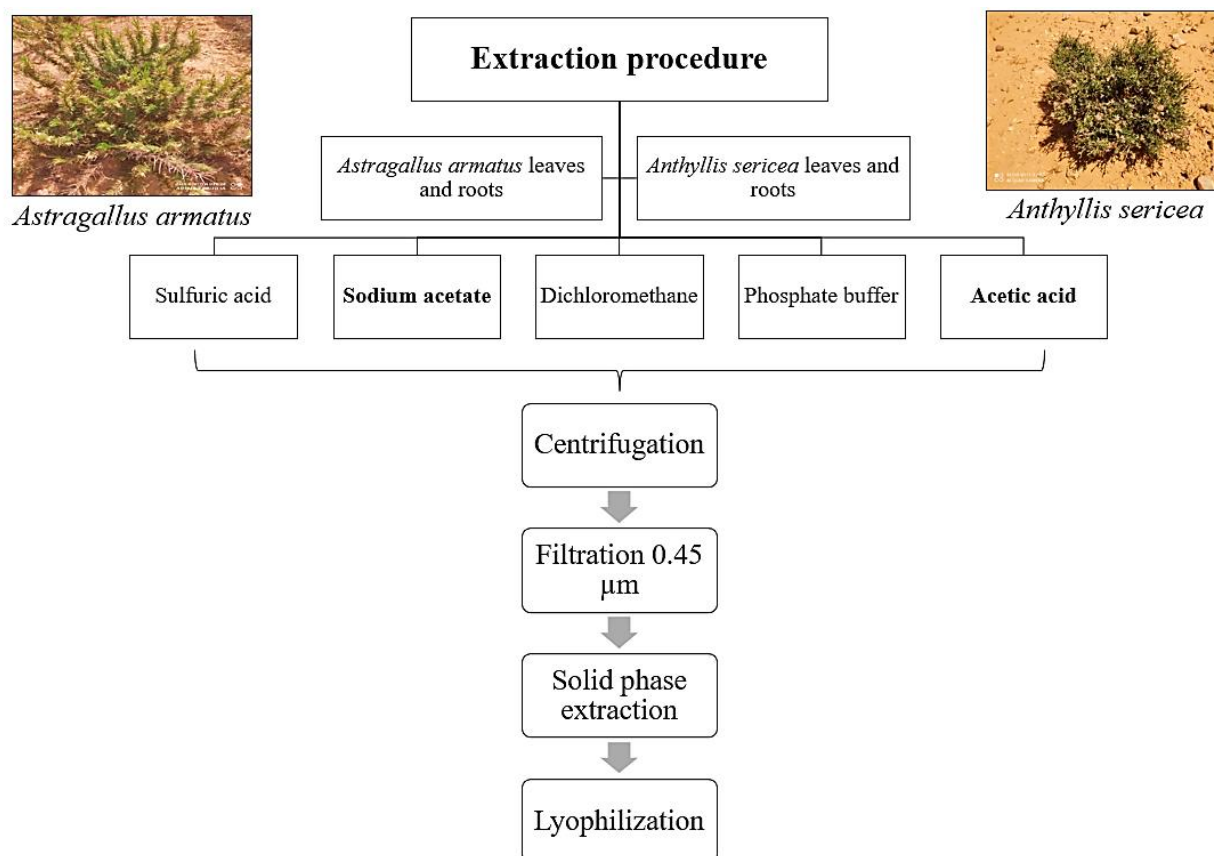 Extraction procedure
Astragallus armatus leaves
and roots
Anthyllis sericea leaves and
roots
Astragallus armatus
Anthyllis sericea
Sulfuric acid
Sodium acetate
Dichloromethane
Phosphate buffer
Acetic acid
Centrifugation
Filtration 0.45
µm
Solid phase
extraction
Lyophilization